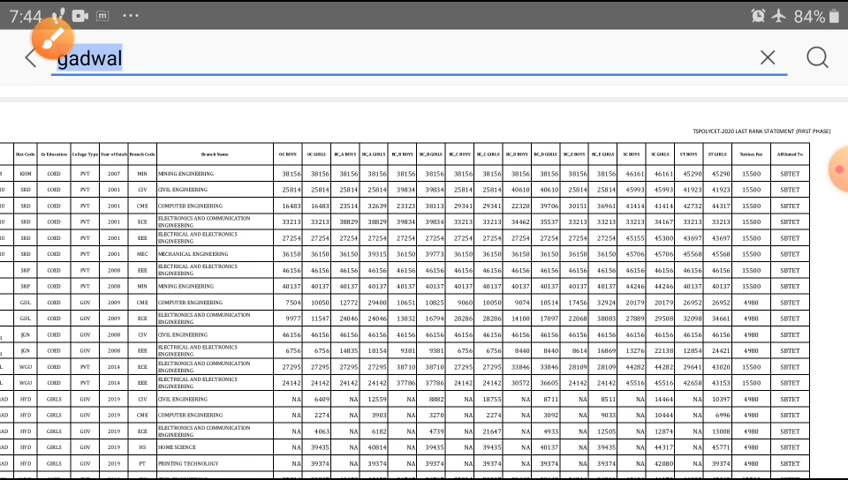 7:44 m ••• 84%
gadwal
TSPOLYCET-2020 LAST RANK STATEMENT (FIRST PHASE)
Dist Code Co Education College Type Year of Estab Branch Code Branch Name OC BOYS OC GIRLS BC_A BOYS BC_A GIRLS BC_B BOYS BC_B GIRLS BC_C BOYS BC_C GIRLS BC_D BOYS BC_D GIRLS BC_E BOYS BC_E GIRLS SC BOYS SC GIRLS ST BOYS ST GIRLS Tuition Fee Affiliated To
KHM COED PVT 2007 MIN MINING ENGINEERING 38156 38156 38156 38156 38156 38156 38156 38156 38156 38156 38156 38156 46161 46161 45290 45290 15500 SBTET
SRD COED PVT 2001 CIV CIVIL ENGINEERING 25814 25814 25814 25814 39834 39834 25814 25814 40610 40610 25814 25814 45993 45993 41923 41923 15500 SBTET
SRD COED PVT 2001 CME COMPUTER ENGINEERING 16483 16483 23514 32639 23323 38113 29341 29341 22320 39706 30151 36961 41414 41414 42732 44317 15500 SBTET
SRD COED PVT 2001 ECE ELECTRONICS AND COMMUNICATION ENGINEERING 33213 33213 38829 38829 39834 39834 33213 33213 34462 35537 33213 33213 33213 34167 33213 33213 15500 SBTET
SRD COED PVT 2001 EEE ELECTRICAL AND ELECTRONICS ENGINEERING 27254 27254 27254 27254 27254 27254 27254 27254 27254 27254 27254 27254 45155 45300 43697 43697 15500 SBTET
SRD COED PVT 2001 MEC MECHANICAL ENGINEERING 36150 36150 39315 36150 36150 39773 36150 36150 36150 36150 36150 36150 45706 45706 45568 45568 15500 SBTET
SRP COED PVT 2008 EEE ELECTRICAL AND ELECTRONICS ENGINEERING 46156 46156 46156 46156 46156 46156 46156 46156 46156 46156 46156 46156 46156 46156 46156 46156 15500 SBTET
SRP COED PVT 2008 MIN MINING ENGINEERING 40137 40137 40137 40137 40137 40137 40137 40137 40137 40137 40137 40137 44246 44246 40137 40137 15500 SBTET
GDL COED GOV 2009 CME COMPUTER ENGINEERING 7504 10050 12772 29400 10651 10825 9060 10050 9074 10514 17456 32924 20179 20179 26952 26952 4980 SBTET
GDL COED GOV 2009 ECE ELECTRONICS AND COMMUNICATION ENGINEERING 9977 11547 24046 24046 13032 16794 28286 28286 14100 17097 22068 38083 27889 29508 32098 34661 4980 SBTET
JGN COED GOV 2008 CIV CIVIL ENGINEERING 46156 46156 46156 46156 46156 46156 46156 46156 46156 46156 46156 46156 46156 46156 46156 46156 4980 SBTET
JGN COED GOV 2008 EEE ELECTRICAL AND ELECTRONICS ENGINEERING 6756 6756 14835 18154 9381 9381 6756 6756 8440 8440 8614 16869 13276 22138 12854 24421 4980 SBTET
WGU COED PVT 2014 ECE ELECTRONICS AND COMMUNICATION ENGINEERING 27295 27295 27295 27295 38710 38710 27295 27295 33846 33846 28109 28109 44282 44282 29641 43020 15500 SBTET
WGU COED PVT 2014 EEE ELECTRICAL AND ELECTRONICS ENGINEERING 24142 24142 24142 24142 37786 37786 24142 24142 30572 36605 24142 24142 45516 45516 42658 43153 15500 SBTET
HYD GIRLS GOV 2019 CIV CIVIL ENGINEERING NA 6409 NA 12559 NA 8882 NA 18755 NA 8711 NA 8511 NA 14464 NA 10397 4980 SBTET
HYD GIRLS GOV 2019 CME COMPUTER ENGINEERING NA 2274 NA 3903 NA 3270 NA 2274 NA 3092 NA 9033 NA 10444 NA 6996 4980 SBTET
HYD GIRLS GOV 2019 ECE ELECTRONICS AND COMMUNICATION ENGINEERING NA 4063 NA 6182 NA 4739 NA 21647 NA 4933 NA 12505 NA 12874 NA 13008 4980 SBTET
HYD GIRLS GOV 2019 HS HOME SCIENCE NA 39435 NA 40814 NA 39435 NA 39435 NA 40137 NA 39435 NA 44317 NA 45771 4980 SBTET
HYD GIRLS GOV 2019 PT PRINTING TECHNOLOGY NA 39374 NA 39374 NA 39374 NA 39374 NA 39374 NA 39374 NA 42080 NA 39374 4980 SBTET